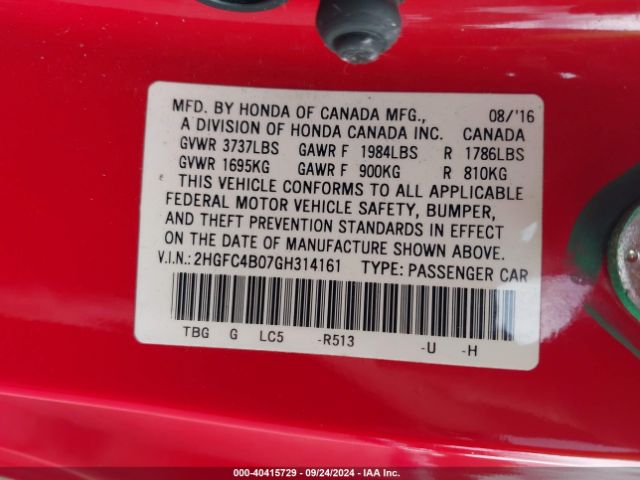 MFD. BY HONDA OF CANADA MFG., 08/'16
A DIVISION OF HONDA CANADA INC. CANADA
GVWR 3737LBS GAWR F 1984LBS R 1786LBS
GVWR 1695KG GAWR F 900KG R 810KG
THIS VEHICLE CONFORMS TO ALL APPLICABLE
FEDERAL MOTOR VEHICLE SAFETY, BUMPER,
AND THEFT PREVENTION STANDARDS IN EFFECT
ON THE DATE OF MANUFACTURE SHOWN ABOVE.
V.I.N.: 2HGFC4B07GH314161 TYPE: PASSENGER CAR
TBG G LC5 -R513 -U -H
000-40415729 - 09/24/2024 - IAA Inc.